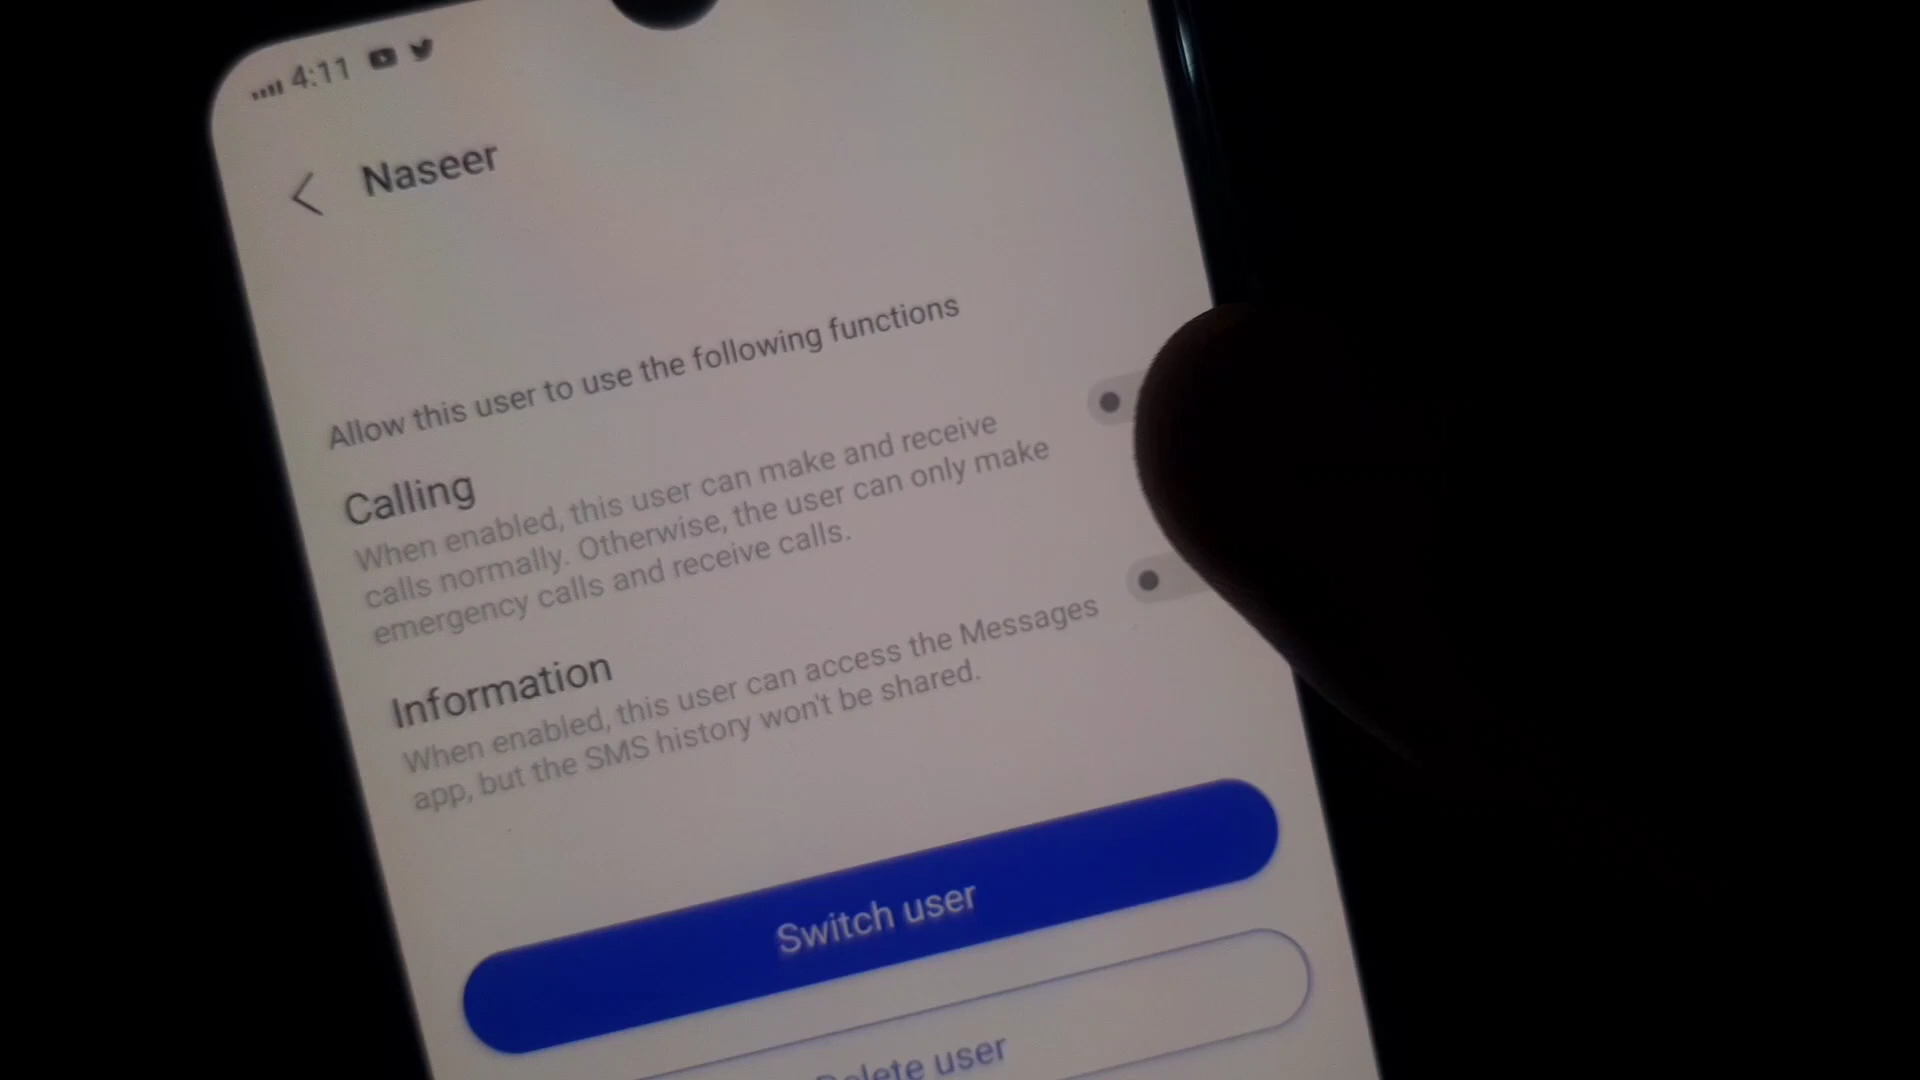 4:11
Naseer
Allow this user to use the following functions
Calling
When enabled, this user can make and receive
calls normally. Otherwise, the user can only make
emergency calls and receive calls.
Information
When enabled, this user can access the Messages
app, but the SMS history won't be shared.
Switch user
Delete user